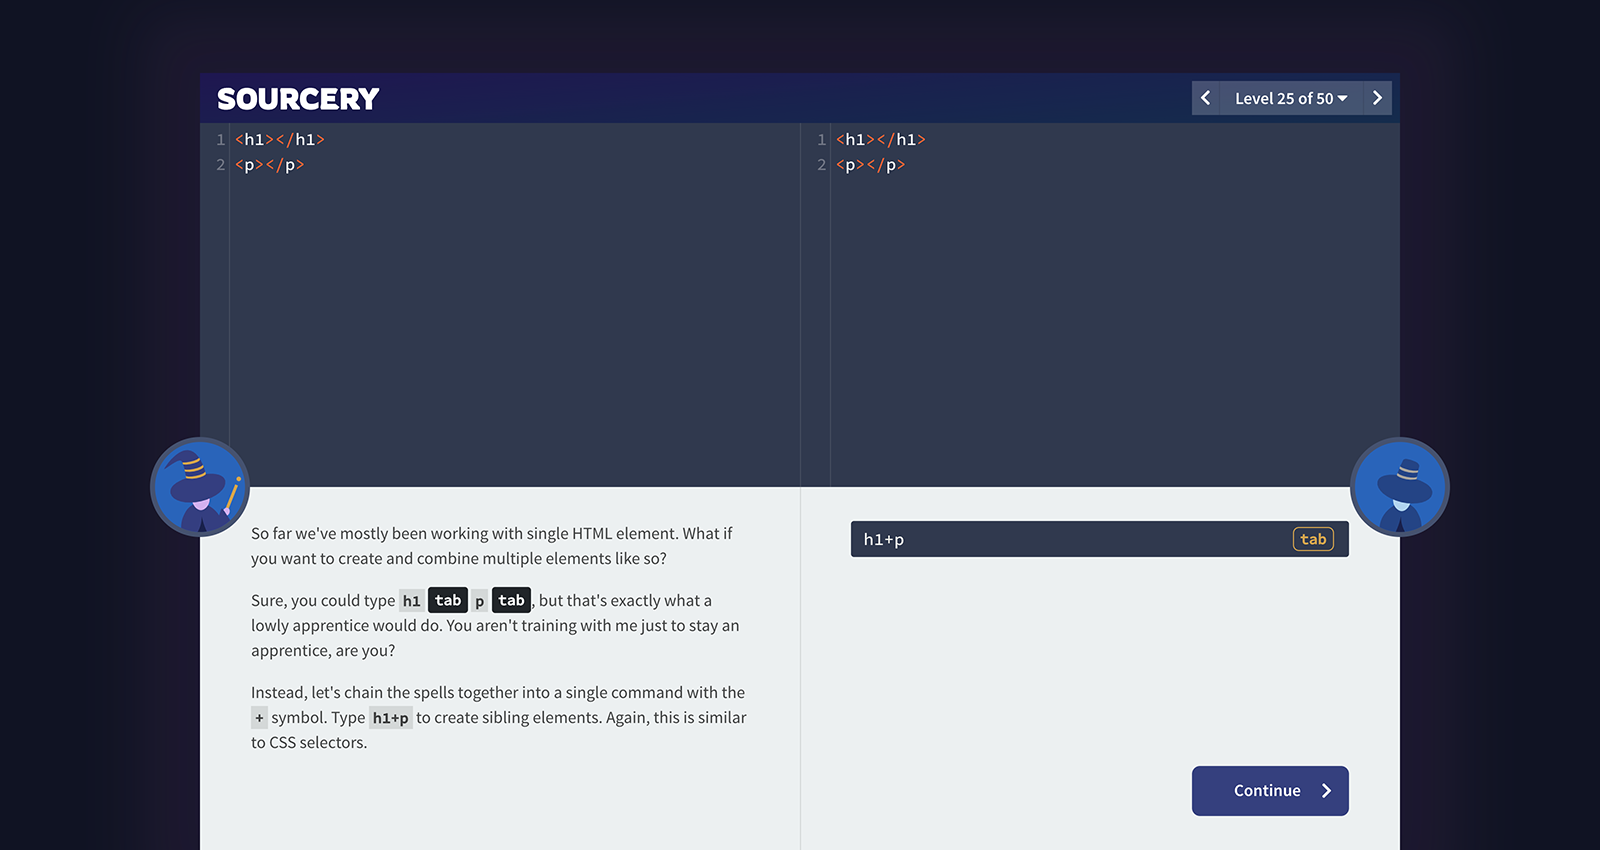 SOURCERY
Level 25 of 50
1 <h1></h1>
2 <p></p>
1 <h1></h1>
2 <p></p>
So far we've mostly been working with single HTML element. What if
you want to create and combine multiple elements like so?
Sure, you could type h1 tab p tab, but that's exactly what a
lowly apprentice would do. You aren't training with me just to stay an
apprentice, are you?
Instead, let's chain the spells together into a single command with the
+ symbol. Type h1+p to create sibling elements. Again, this is similar
to CSS selectors.
h1+p tab
Continue